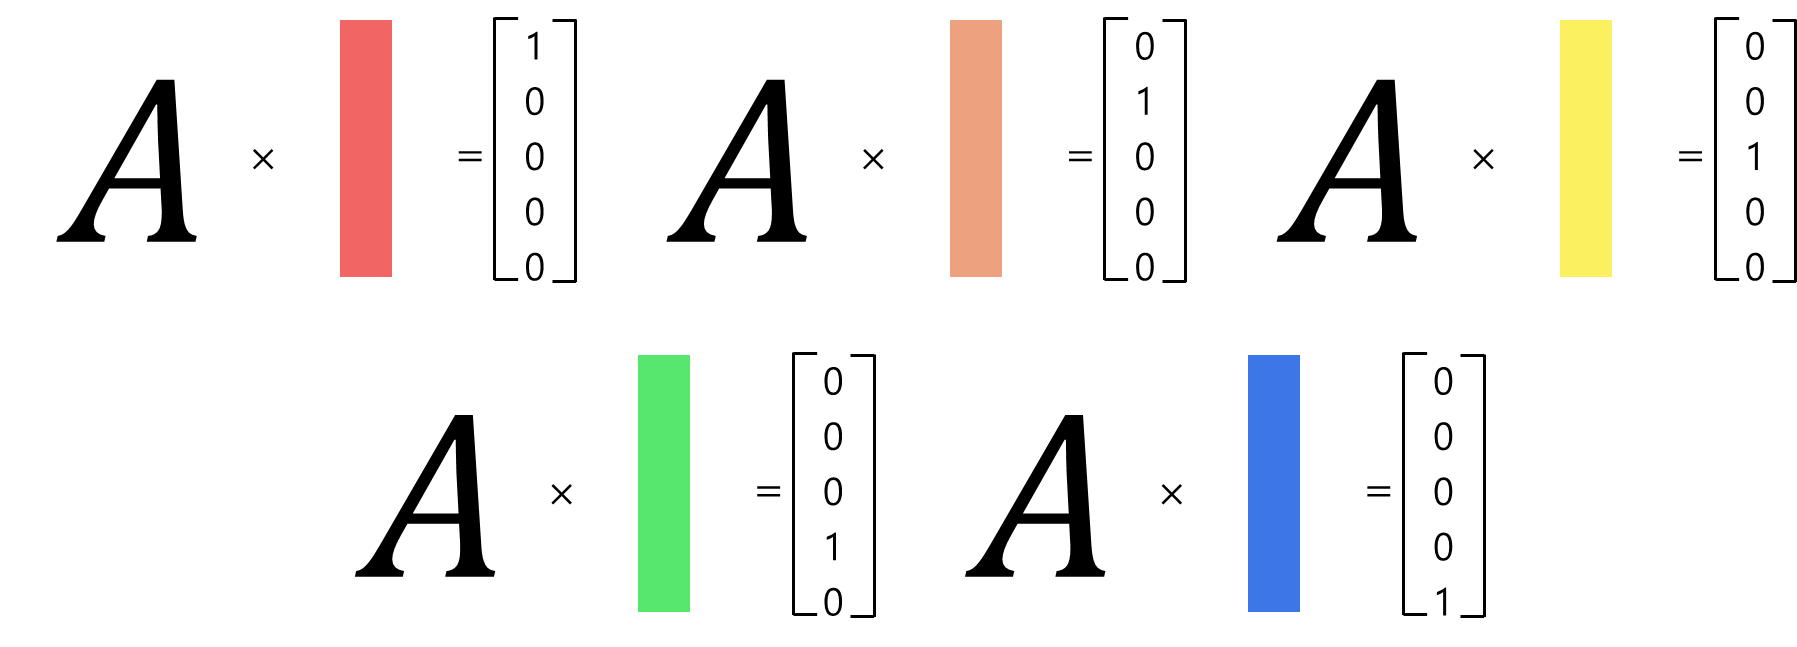 A × = [1 0 0 0 0] A × = [0 1 0 0 0] A × = [0 0 1 0 0]
A × = [0 0 0 1 0] A × = [0 0 0 0 1]